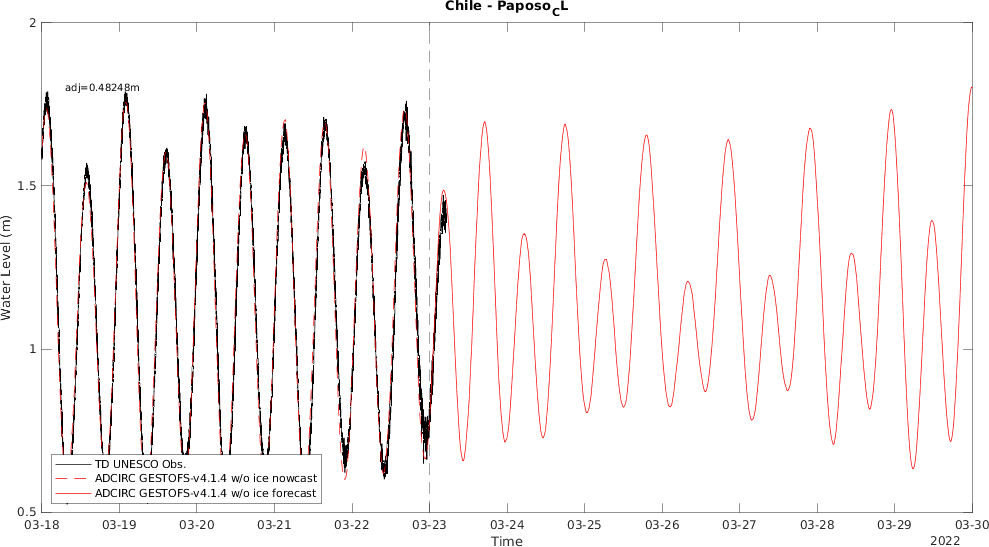 Chile - Paposo_CL
adj=0.48248m
Water Level (m)
2
1.5
1
0.5
TD UNESCO Obs.
ADCIRC GESTOFS-v4.1.4 w/o ice nowcast
ADCIRC GESTOFS-v4.1.4 w/o ice forecast
03-18 03-19 03-20 03-21 03-22 03-23 03-24 03-25 03-26 03-27 03-28 03-29 03-30
Time
2022